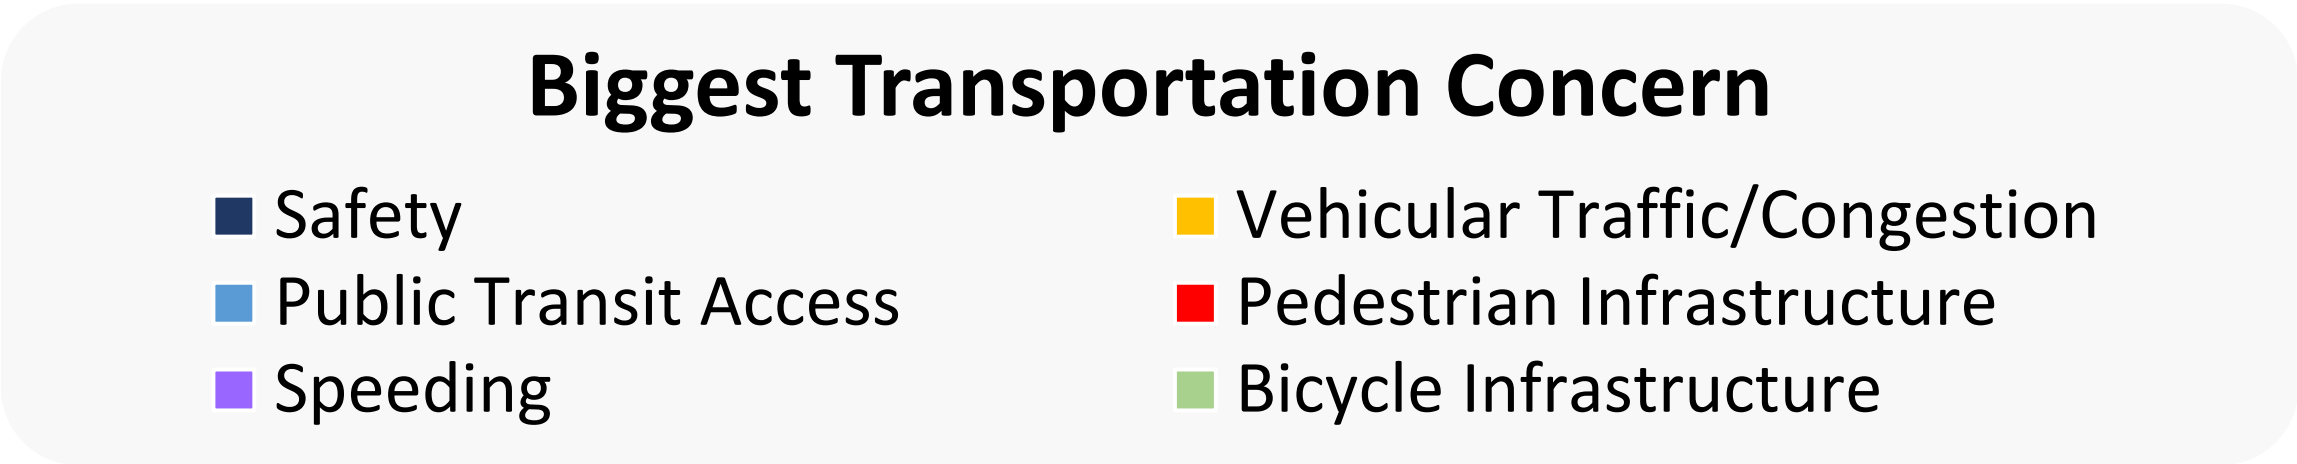 Biggest Transportation Concern
Safety
Vehicular Traffic/Congestion
Public Transit Access
Pedestrian Infrastructure
Speeding
Bicycle Infrastructure